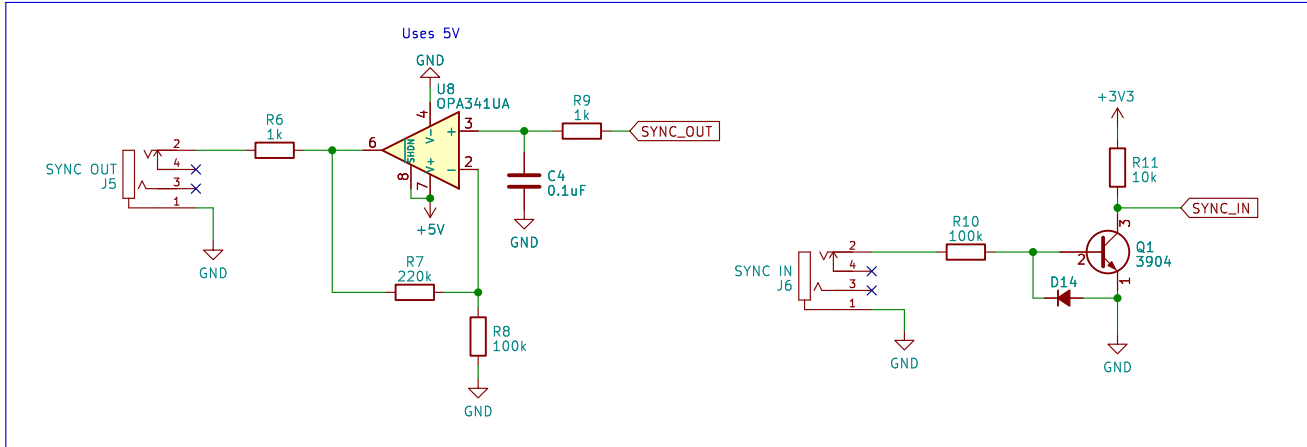 Uses 5V
GND
U8
OPA341UA
4
V-
3
+
6
SHDN
V+
2
-
8
7
+5V
R6
1k
R9
1k
SYNC_OUT
C4
0.1uF
GND
SYNC OUT
J5
2
4
3
1
GND
R7
220k
R8
100k
GND
+3V3
R11
10k
SYNC_IN
R10
100k
3
2
1
Q1
3904
D14
GND
SYNC IN
J6
2
4
3
1
GND